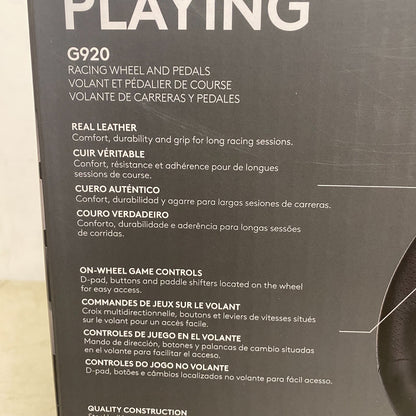 PLAYING
G920
RACING WHEEL AND PEDALS
VOLANT ET PÉDALIER DE COURSE
VOLANTE DE CARRERAS Y PEDALES
REAL LEATHER
Comfort, durability and grip for long racing sessions.
CUIR VÉRITABLE
Confort, résistance et adhérence pour de longues
sessions de course.
CUERO AUTÉNTICO
Confort, durabilidad y agarre para largas sesiones de carreras.
COURO VERDADEIRO
Conforto, durabilidade e aderência para longas sessões
de corridas.
ON-WHEEL GAME CONTROLS
D-pad, buttons and paddle shifters located on the wheel
for easy access.
COMMANDES DE JEUX SUR LE VOLANT
Croix multidirectionnelle, boutons et leviers de vitesses situés
sur le volant pour un accès facile.
CONTROLES DE JUEGO EN EL VOLANTE
Mando de dirección, botones y palancas de cambio situadas
en el volante para facilitar el acceso.
CONTROLES DO JOGO NO VOLANTE
D-pad, botões e câmbios localizados no volante para fácil acesso.
QUALITY CONSTRUCTION